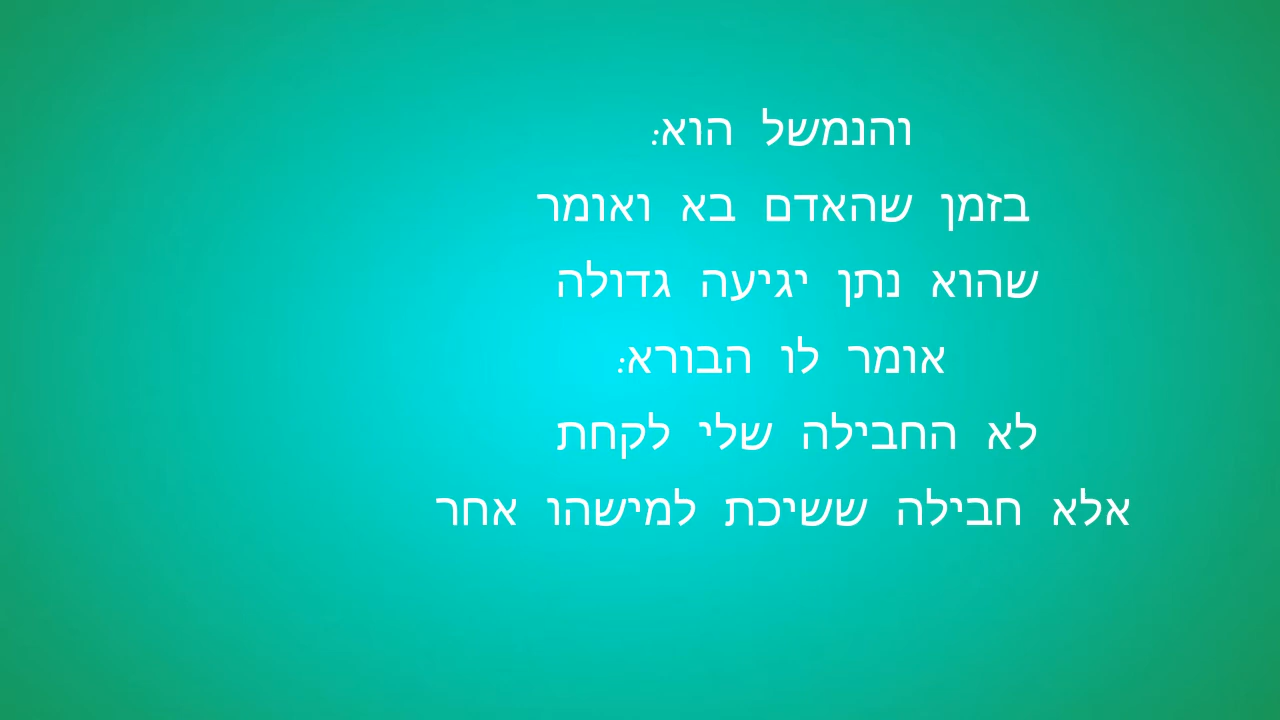 והנמשל הוא:
בזמן שהאדם בא ואומר
שהוא נתן יגיעה גדולה
אומר לו הבורא:
לא החבילה שלי לקחת
אלא חבילה ששיכת למישהו אחר